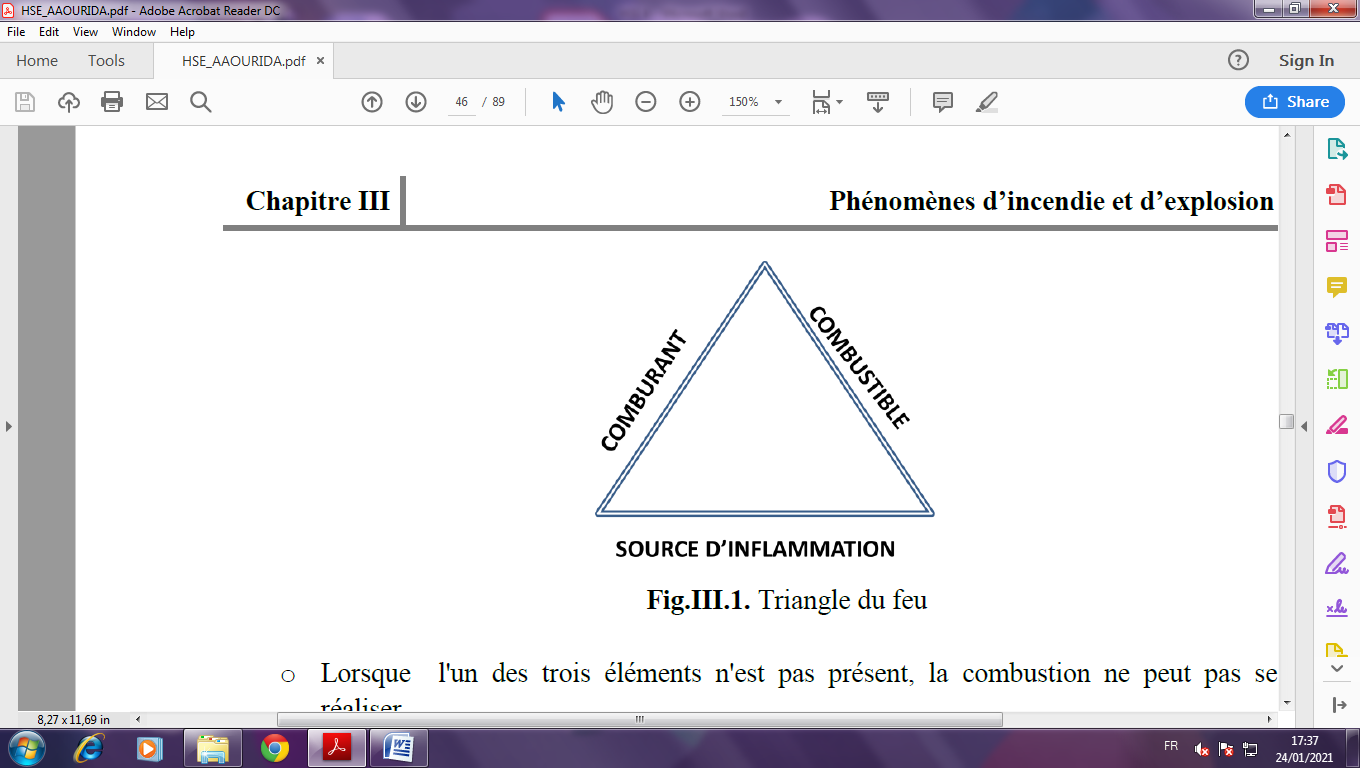 HSE_AAOURIDA.pdf - Adobe Acrobat Reader DC
File Edit View Window Help
Home Tools HSE_AAOURIDA.pdf × Sign In
46 / 89 150% Share
Chapitre III Phénomènes d’incendie et d’explosion
COMBURANT
COMBUSTIBLE
SOURCE D’INFLAMMATION
Fig.III.1. Triangle du feu
o Lorsque l'un des trois éléments n'est pas présent, la combustion ne peut pas se
réaliser
8,27 x 11,69 in
FR 17:37
24/01/2021